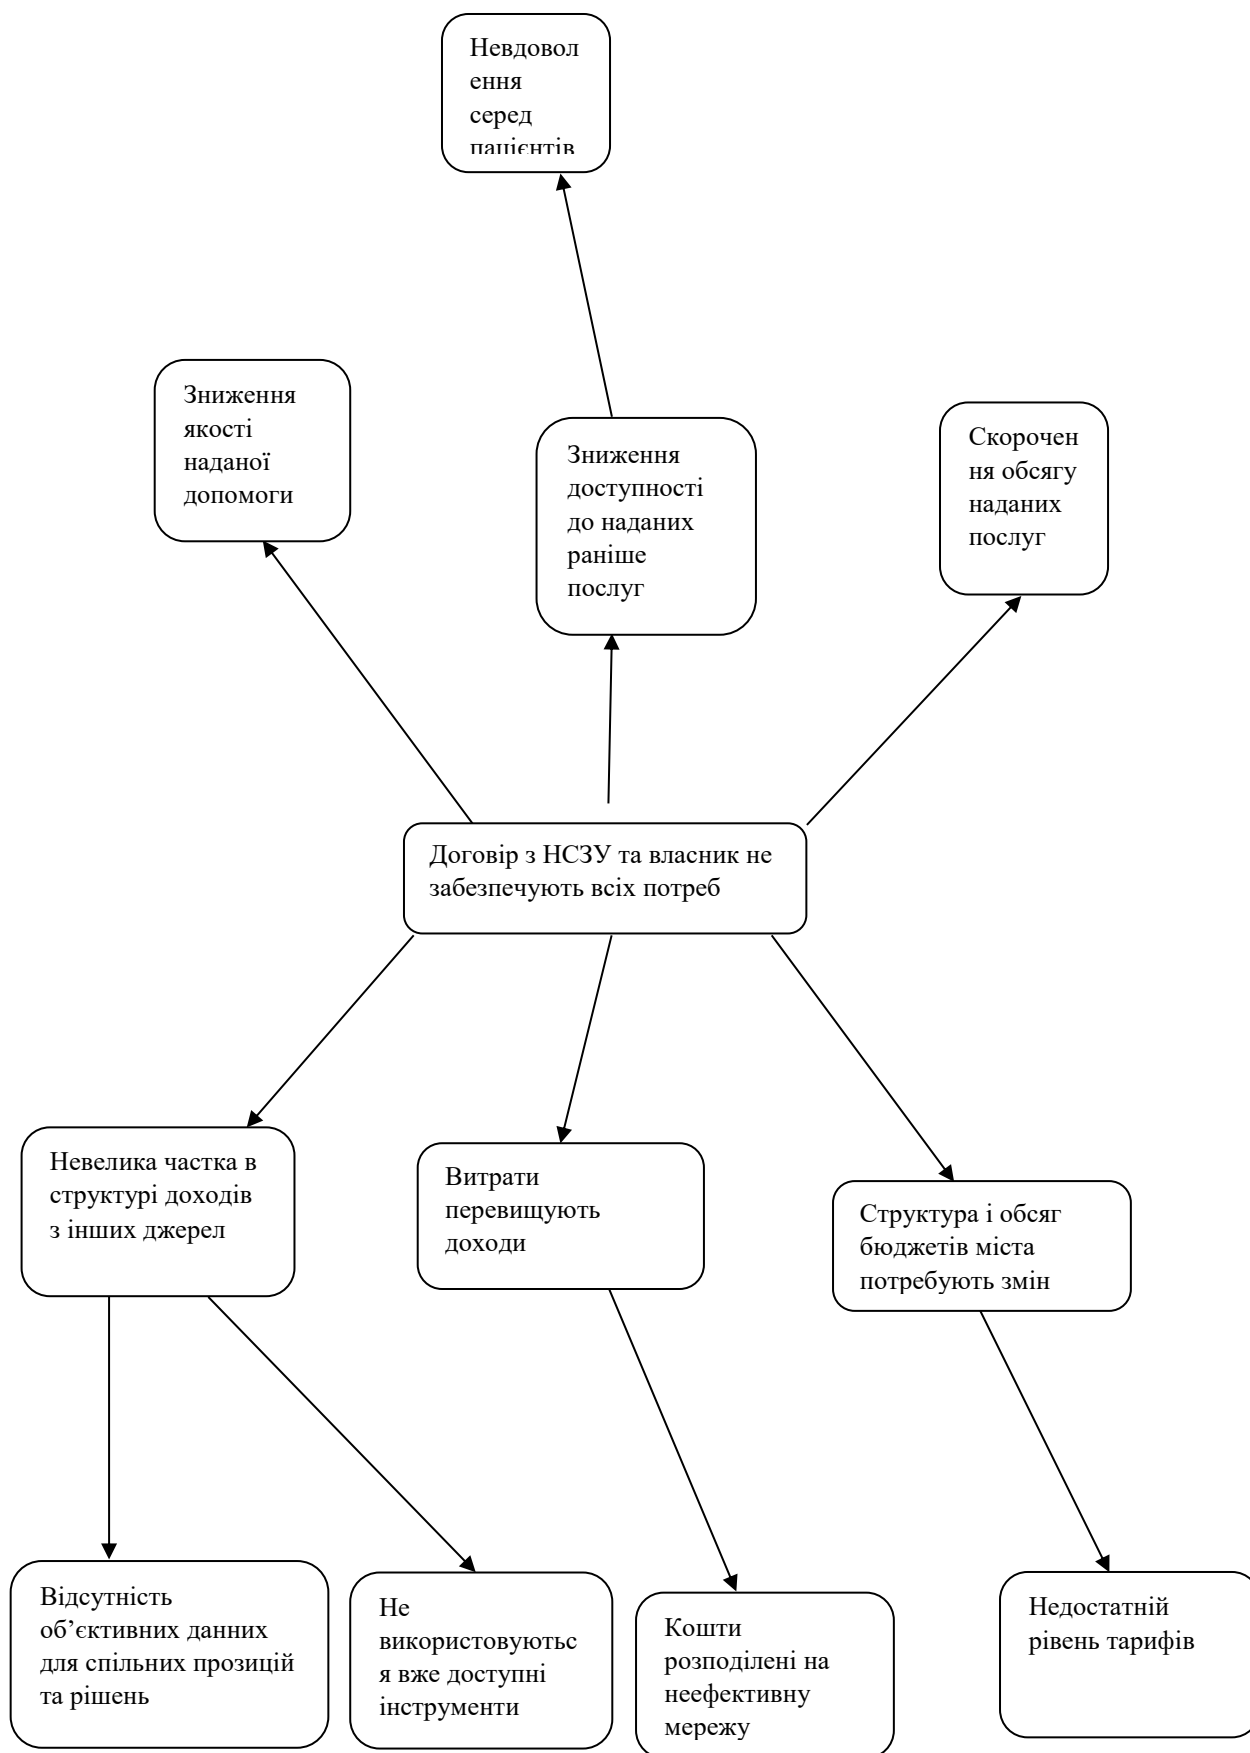 Невдовол
ення
серед
пацієнтів
Зниження
якості
наданої
допомоги
Зниження
доступності
до наданих
раніше
послуг
Скорочен
ня обсягу
наданих
послуг
Договір з НСЗУ та власник не
забезпечують всіх потреб
Невелика частка в
структурі доходів
з інших джерел
Витрати
перевищують
доходи
Структура і обсяг
бюджетів міста
потребують змін
Відсутність
об’єктивних данних
для спільних прозицій
та рішень
Не
використовуютьс
я вже доступні
інструменти
Кошти
розподілені на
неефективну
мережу
Недостатній
рівень тарифів